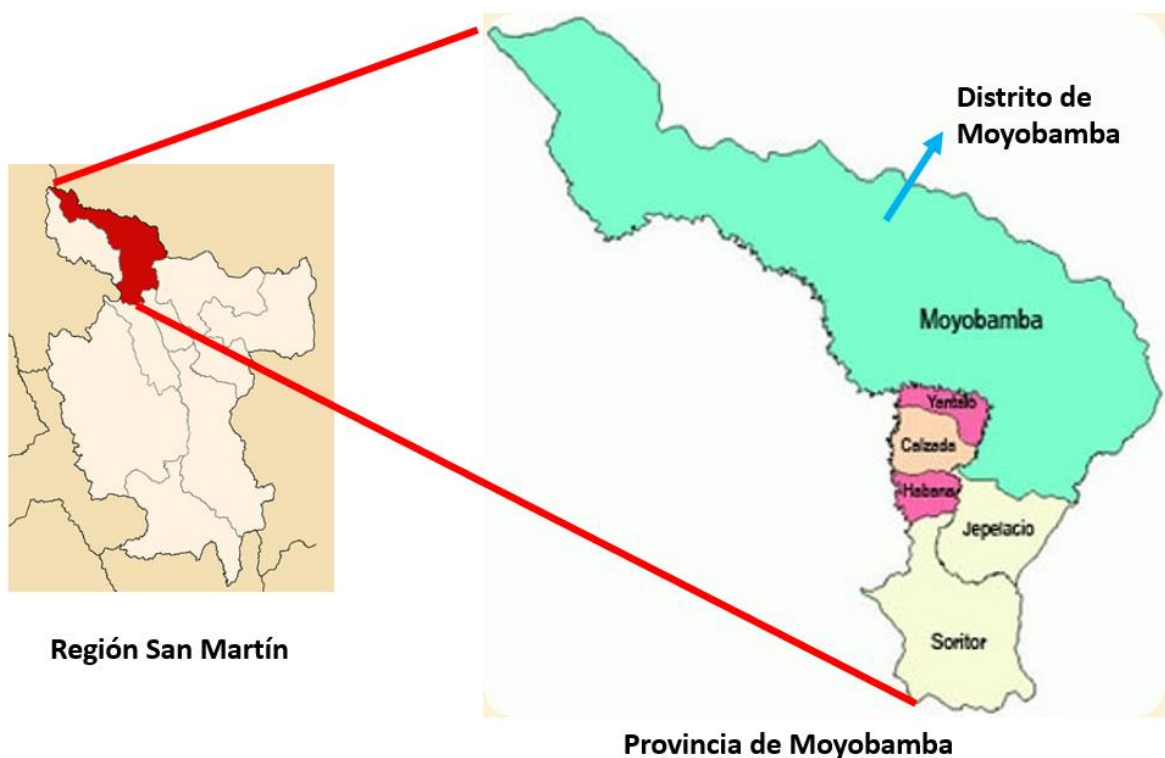 Distrito de
Moyobamba
Moyobamba
Yantalo
Calzada
Habana
Jepelacio
Soritor
Región San Martín
Provincia de Moyobamba